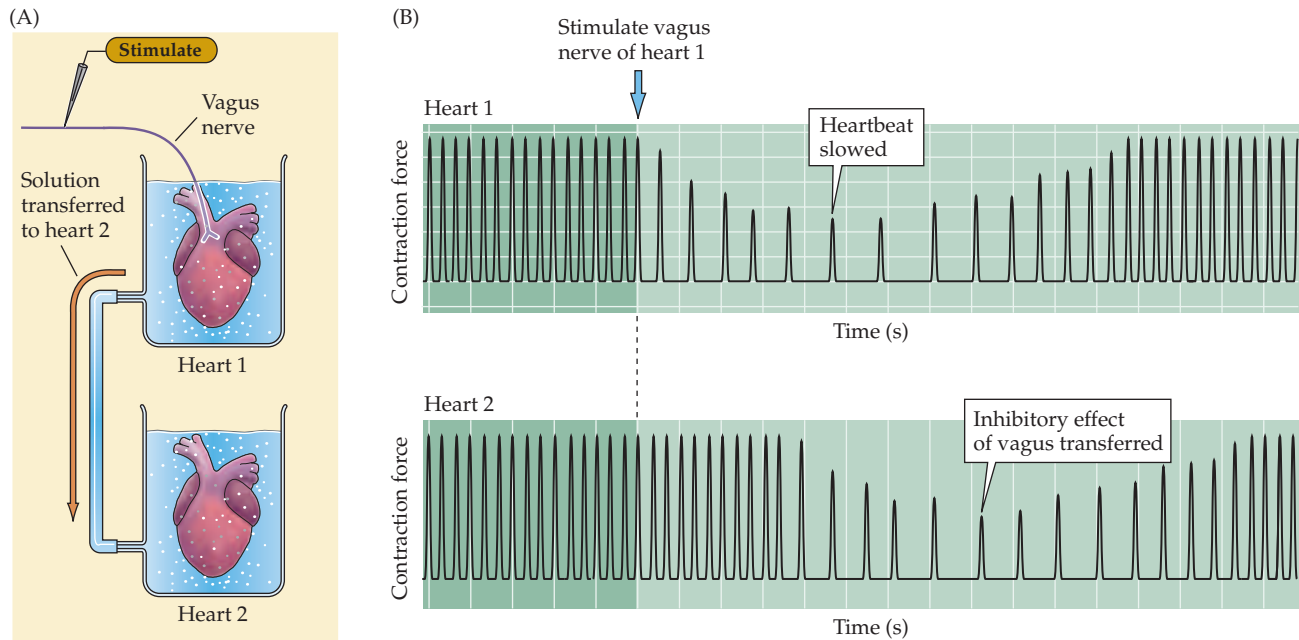 (A)
Stimulate
Vagus
nerve
Solution
transferred
to heart 2
Heart 1
Heart 2
(B)
Stimulate vagus
nerve of heart 1
Heart 1
Heartbeat
slowed
Contraction force
Time (s)
Heart 2
Inhibitory effect
of vagus transferred
Contraction force
Time (s)